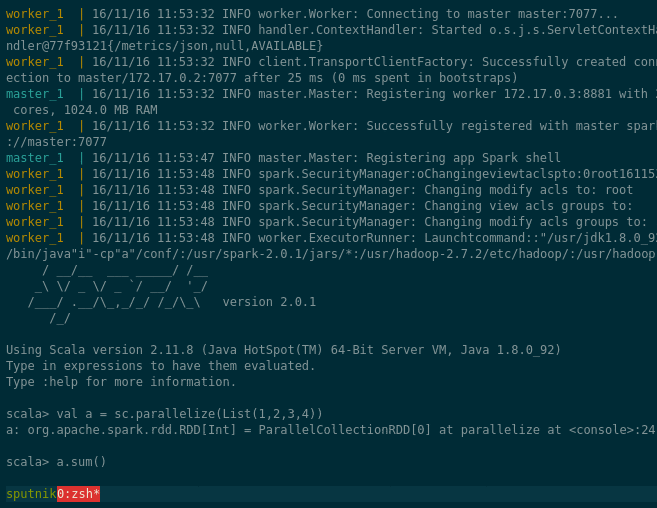 worker_1  | 16/11/16 11:53:32 INFO worker.Worker: Connecting to master master:7077...
worker_1  | 16/11/16 11:53:32 INFO handler.ContextHandler: Started o.s.j.s.ServletContextHa
ndler@77f93121{/metrics/json,null,AVAILABLE}
worker_1  | 16/11/16 11:53:32 INFO client.TransportClientFactory: Successfully created conn
ection to master/172.17.0.2:7077 after 25 ms (0 ms spent in bootstraps)
master_1  | 16/11/16 11:53:32 INFO master.Master: Registering worker 172.17.0.3:8881 with
 cores, 1024.0 MB RAM
worker_1  | 16/11/16 11:53:32 INFO worker.Worker: Successfully registered with master spark
://master:7077
master_1  | 16/11/16 11:53:47 INFO master.Master: Registering app Spark shell
worker_1  | 16/11/16 11:53:48 INFO spark.SecurityManager:oChangingeviewtaclspto:0root16115
worker_1  | 16/11/16 11:53:48 INFO spark.SecurityManager: Changing modify acls to: root
worker_1  | 16/11/16 11:53:48 INFO spark.SecurityManager: Changing view acls groups to:
worker_1  | 16/11/16 11:53:48 INFO spark.SecurityManager: Changing modify acls groups to:
worker_1  | 16/11/16 11:53:48 INFO worker.ExecutorRunner: Launchtcommand::"/usr/jdk1.8.0_92
/bin/java"i"-cp"a"/conf/:/usr/spark-2.0.1/jars/*:/usr/hadoop-2.7.2/etc/hadoop/:/usr/hadoop
     / __/__  ___ _____/ /__
    _\ \/ _ \/ _ `/ __/  '_/
   /___/ .__/\_,_/_/ /_/\_\   version 2.0.1
      /_/
Using Scala version 2.11.8 (Java HotSpot(TM) 64-Bit Server VM, Java 1.8.0_92)
Type in expressions to have them evaluated.
Type :help for more information.
scala> val a = sc.parallelize(List(1,2,3,4))
a: org.apache.spark.rdd.RDD[Int] = ParallelCollectionRDD[0] at parallelize at <console>:24
scala> a.sum()
sputnik 0:zsh*